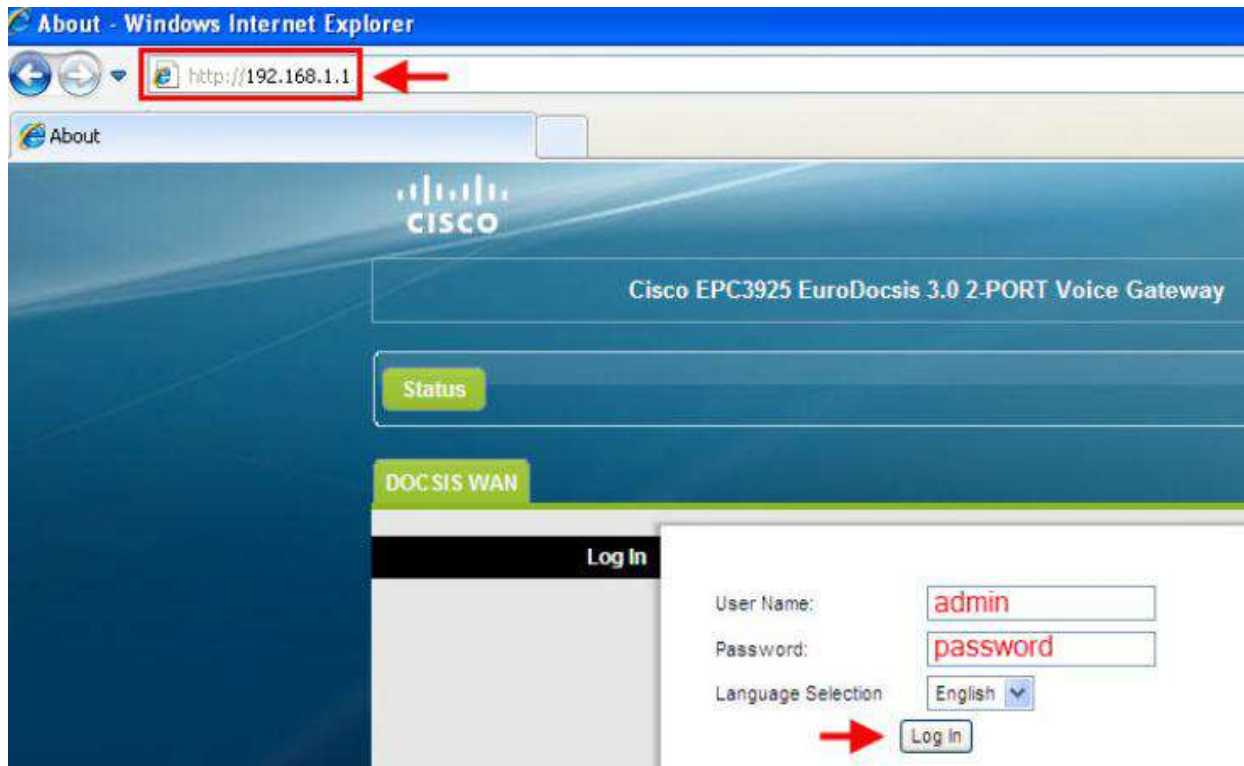 About - Windows Internet Explorer
http://192.168.1.1
About
CISCO
Cisco EPC3925 EuroDocsis 3.0 2-PORT Voice Gateway
Status
DOCSIS WAN
Log In
User Name: admin
Password: password
Language Selection English
Log In